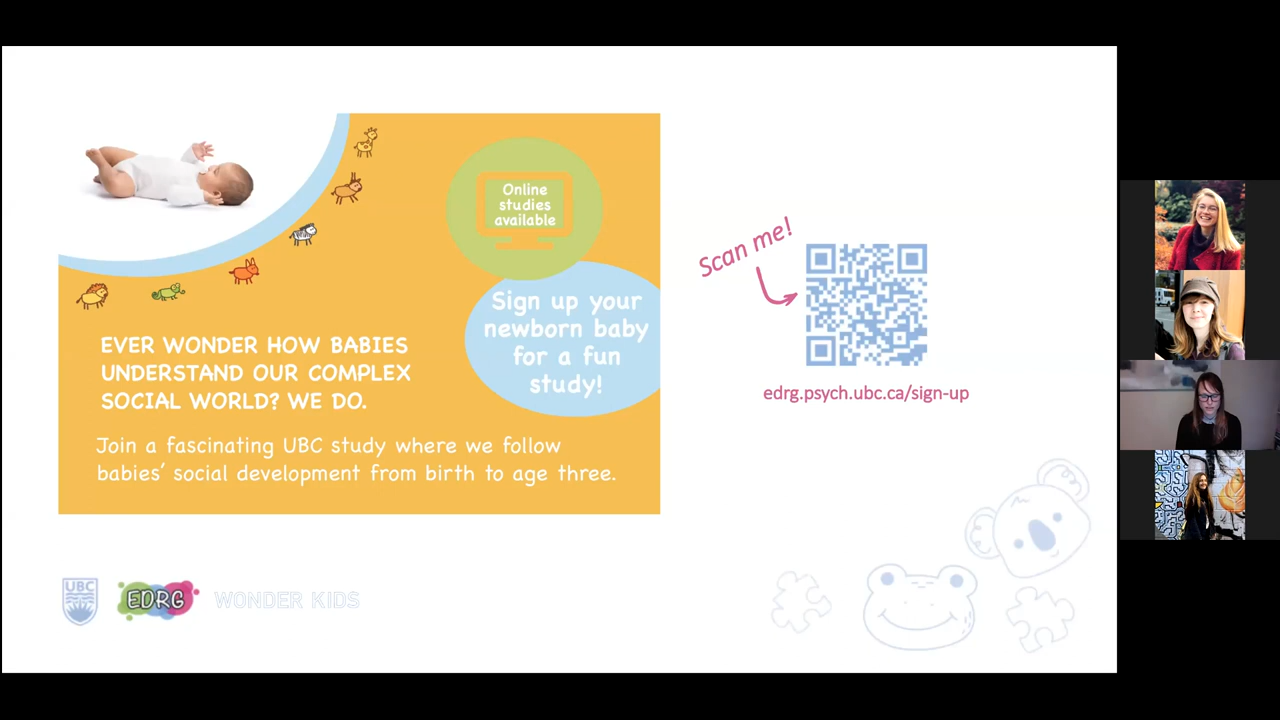 Online
studies
available
Sign up your
newborn baby
for a fun
study!
EVER WONDER HOW BABIES
UNDERSTAND OUR COMPLEX
SOCIAL WORLD? WE DO.
Join a fascinating UBC study where we follow
babies' social development from birth to age three.
Scan me!
edrg.psych.ubc.ca/sign-up
UBC
EDRG
WONDER KIDS